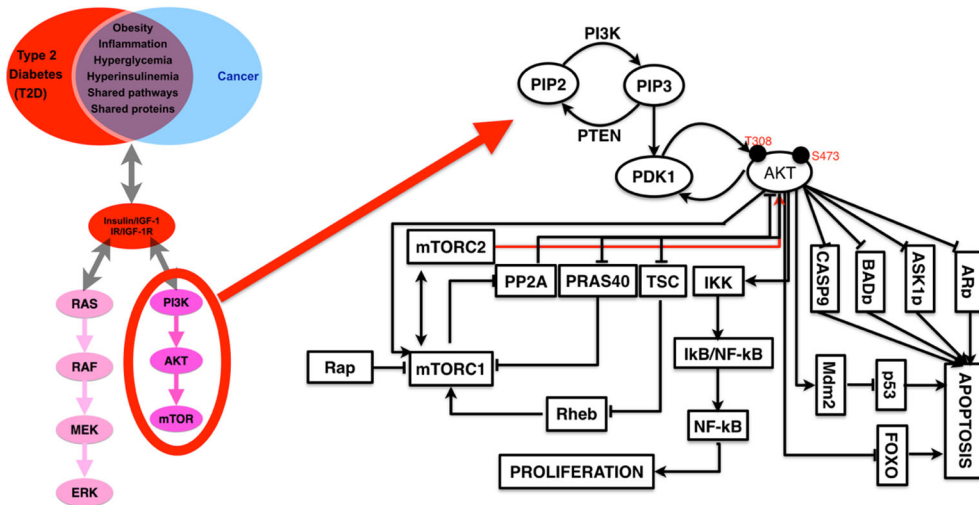 Type 2
Diabetes
(T2D)
Obesity
Inflammation
Hyperglycemia
Hyperinsulinemia
Shared pathways
Shared proteins
Cancer
Insulin/IGF-1
IR/IGF-1R
RAS
RAF
MEK
ERK
PI3K
AKT
mTOR
PI3K
PIP2
PIP3
PTEN
PDK1
T308
S473
AKT
mTORC2
PP2A
PRAS40
TSC
IKK
CASP9
BADp
ASK1p
ARp
Rap
mTORC1
IkB/NF-kB
Mdm2
p53
APOPTOSIS
Rheb
NF-kB
FOXO
PROLIFERATION